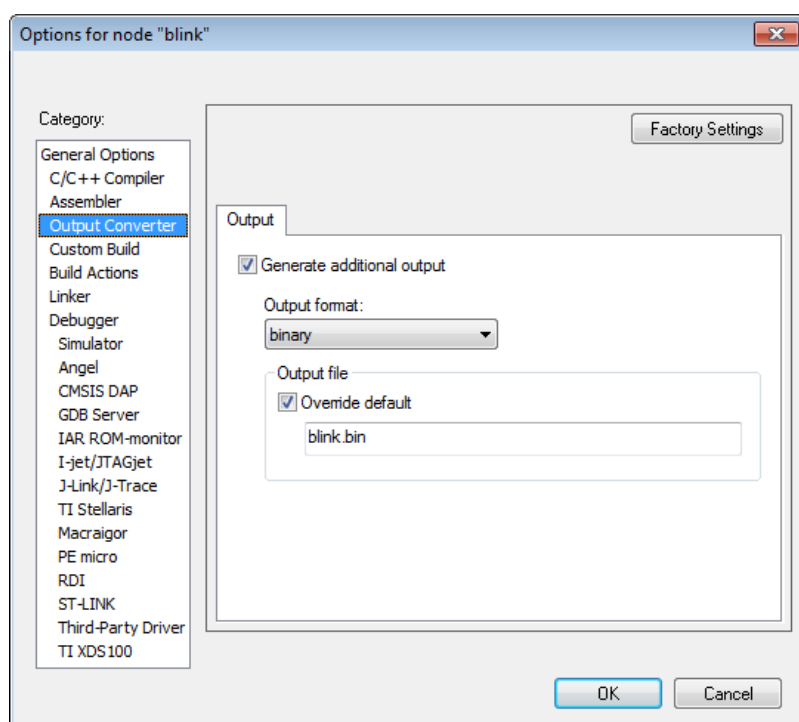 Options for node "blink"
Category:
General Options
C/C++ Compiler
Assembler
Output Converter
Custom Build
Build Actions
Linker
Debugger
Simulator
Angel
CMSIS DAP
GDB Server
IAR ROM-monitor
I-jet/JTAGjet
J-Link/J-Trace
TI Stellaris
Macraigor
PE micro
RDI
ST-LINK
Third-Party Driver
TI XDS100
Factory Settings
Output
Generate additional output
Output format:
binary
Output file
Override default
blink.bin
OK
Cancel